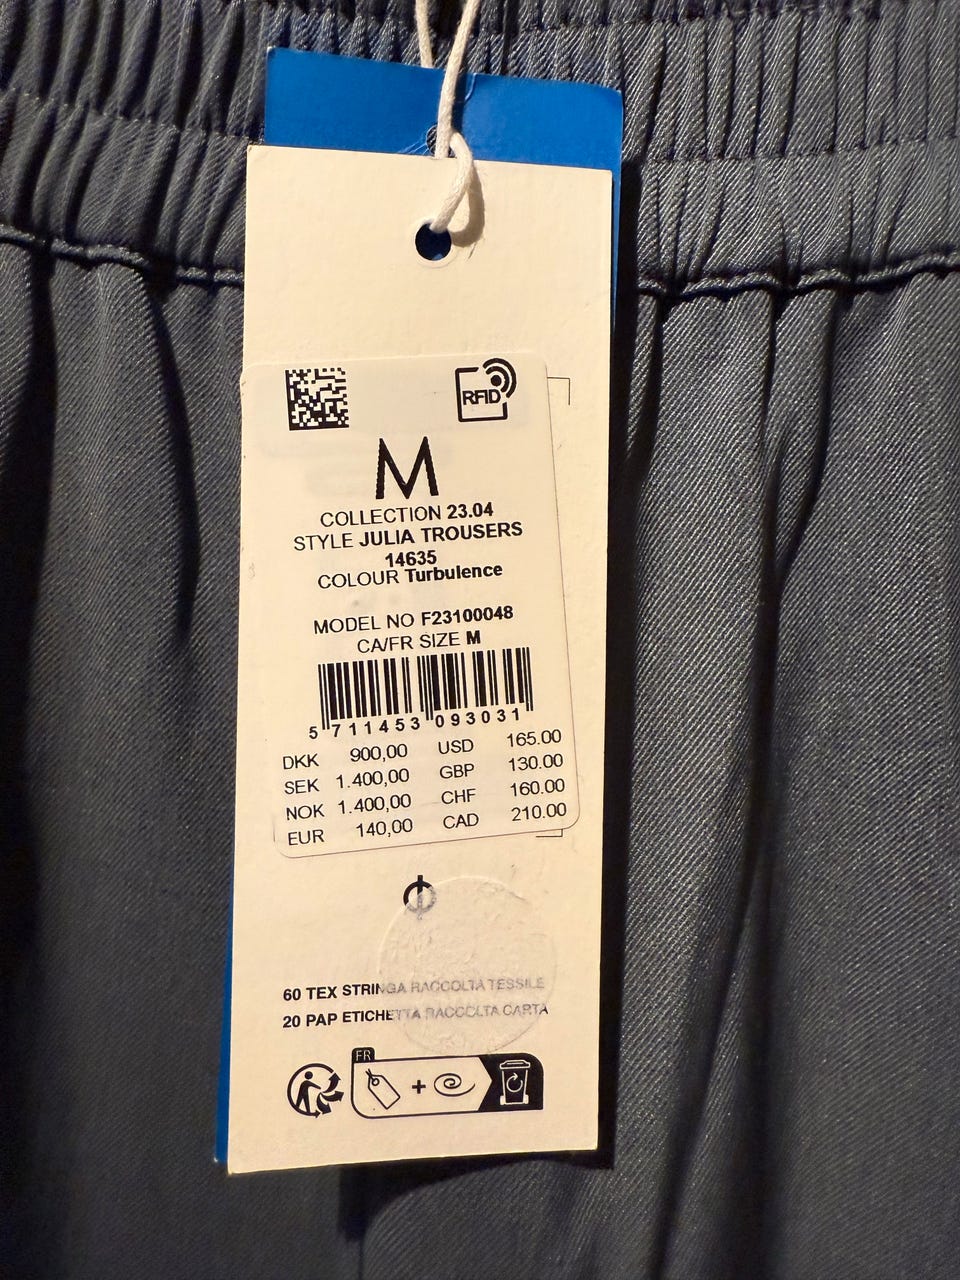 RFID
M
COLLECTION 23.04
STYLE JULIA TROUSERS
14635
COLOUR Turbulence
MODEL NO F23100048
CA/FR SIZE M
5 711453 093031
DKK 900,00 USD 165.00
SEK 1.400,00 GBP 130.00
NOK 1.400,00 CHF 160.00
EUR 140,00 CAD 210.00
60 TEX STRINGA RACCOLTA TESSILE
20 PAP ETICHETTA RACCOLTA CARTA
FR
+